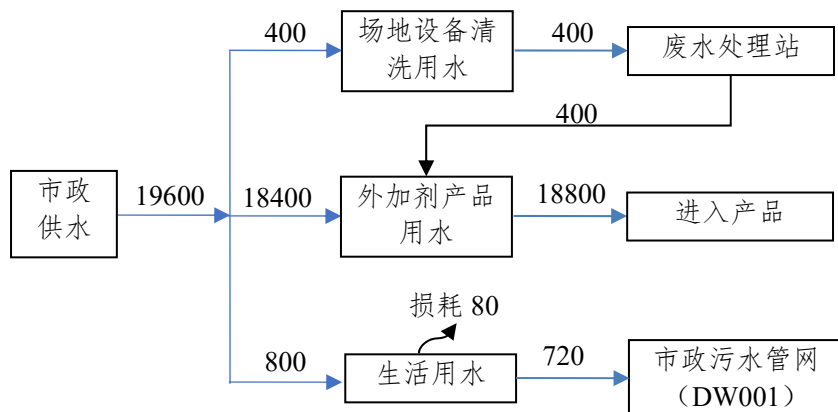 400
场地设备清
洗用水
400
废水处理站
400
市政
供水
19600
18400
外加剂产品
用水
18800
进入产品
损耗 80
800
生活用水
720
市政污水管网
（DW001）